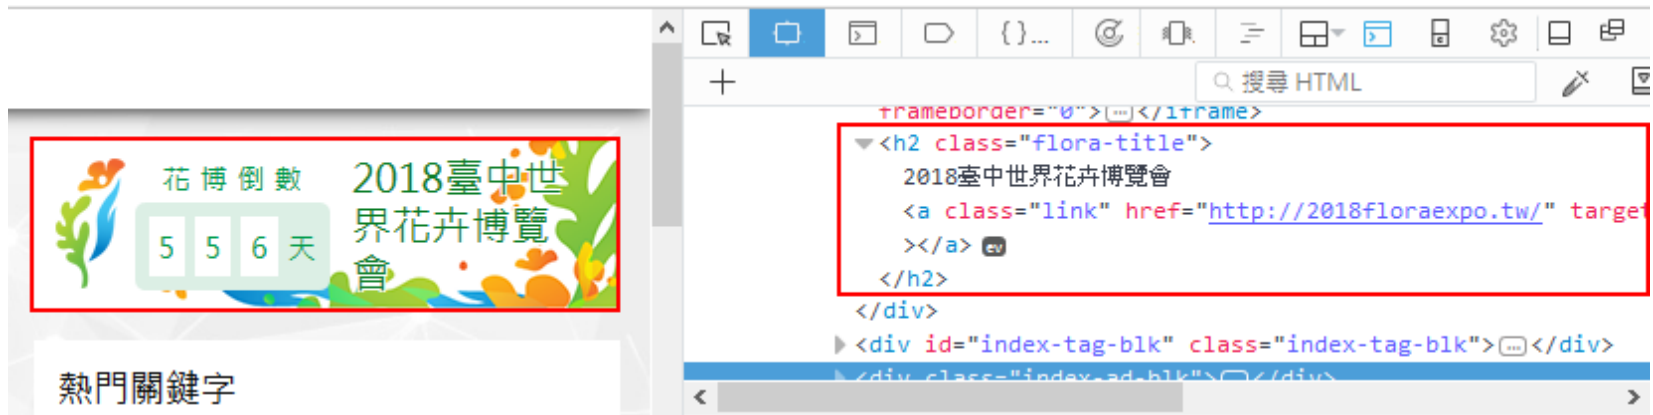 花博倒數
556天
2018臺中世
界花卉博覽
會
熱門關鍵字
{}...
搜尋 HTML
frameborder="0"></iframe>
<h2 class="flora-title">
2018臺中世界花卉博覽會
<a class="link" href="http://2018floraexpo.tw/" target
></a> ev
</h2>
</div>
<div id="index-tag-blk" class="index-tag-blk">…</div>
<div class="index-ad-blk">…</div>